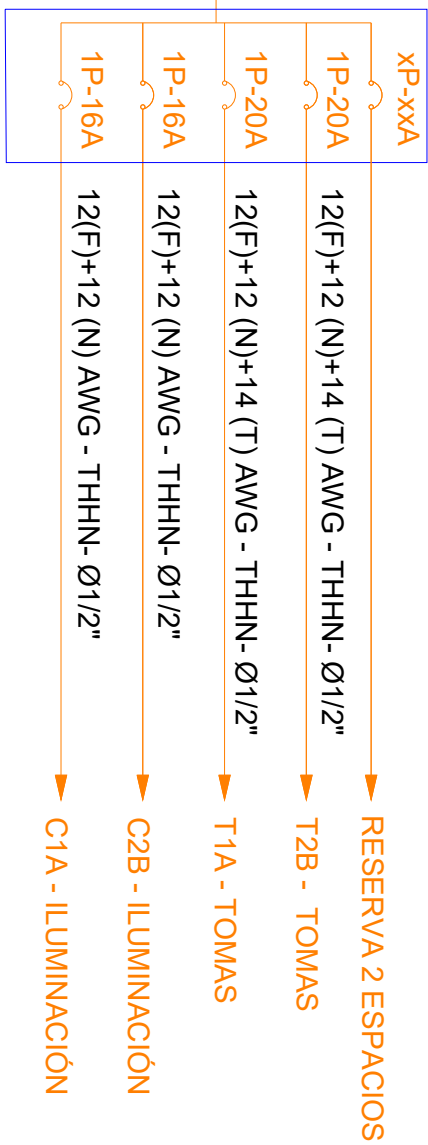 xP-xxA
RESERVA 2 ESPACIOS
1P-20A
12(F)+12 (N)+14 (T) AWG - THHN- Ø1/2"
T2B - TOMAS
1P-20A
12(F)+12 (N)+14 (T) AWG - THHN- Ø1/2"
T1A - TOMAS
1P-16A
12(F)+12 (N) AWG - THHN- Ø1/2"
C2B - ILUMINACIÓN
1P-16A
12(F)+12 (N) AWG - THHN- Ø1/2"
C1A - ILUMINACIÓN